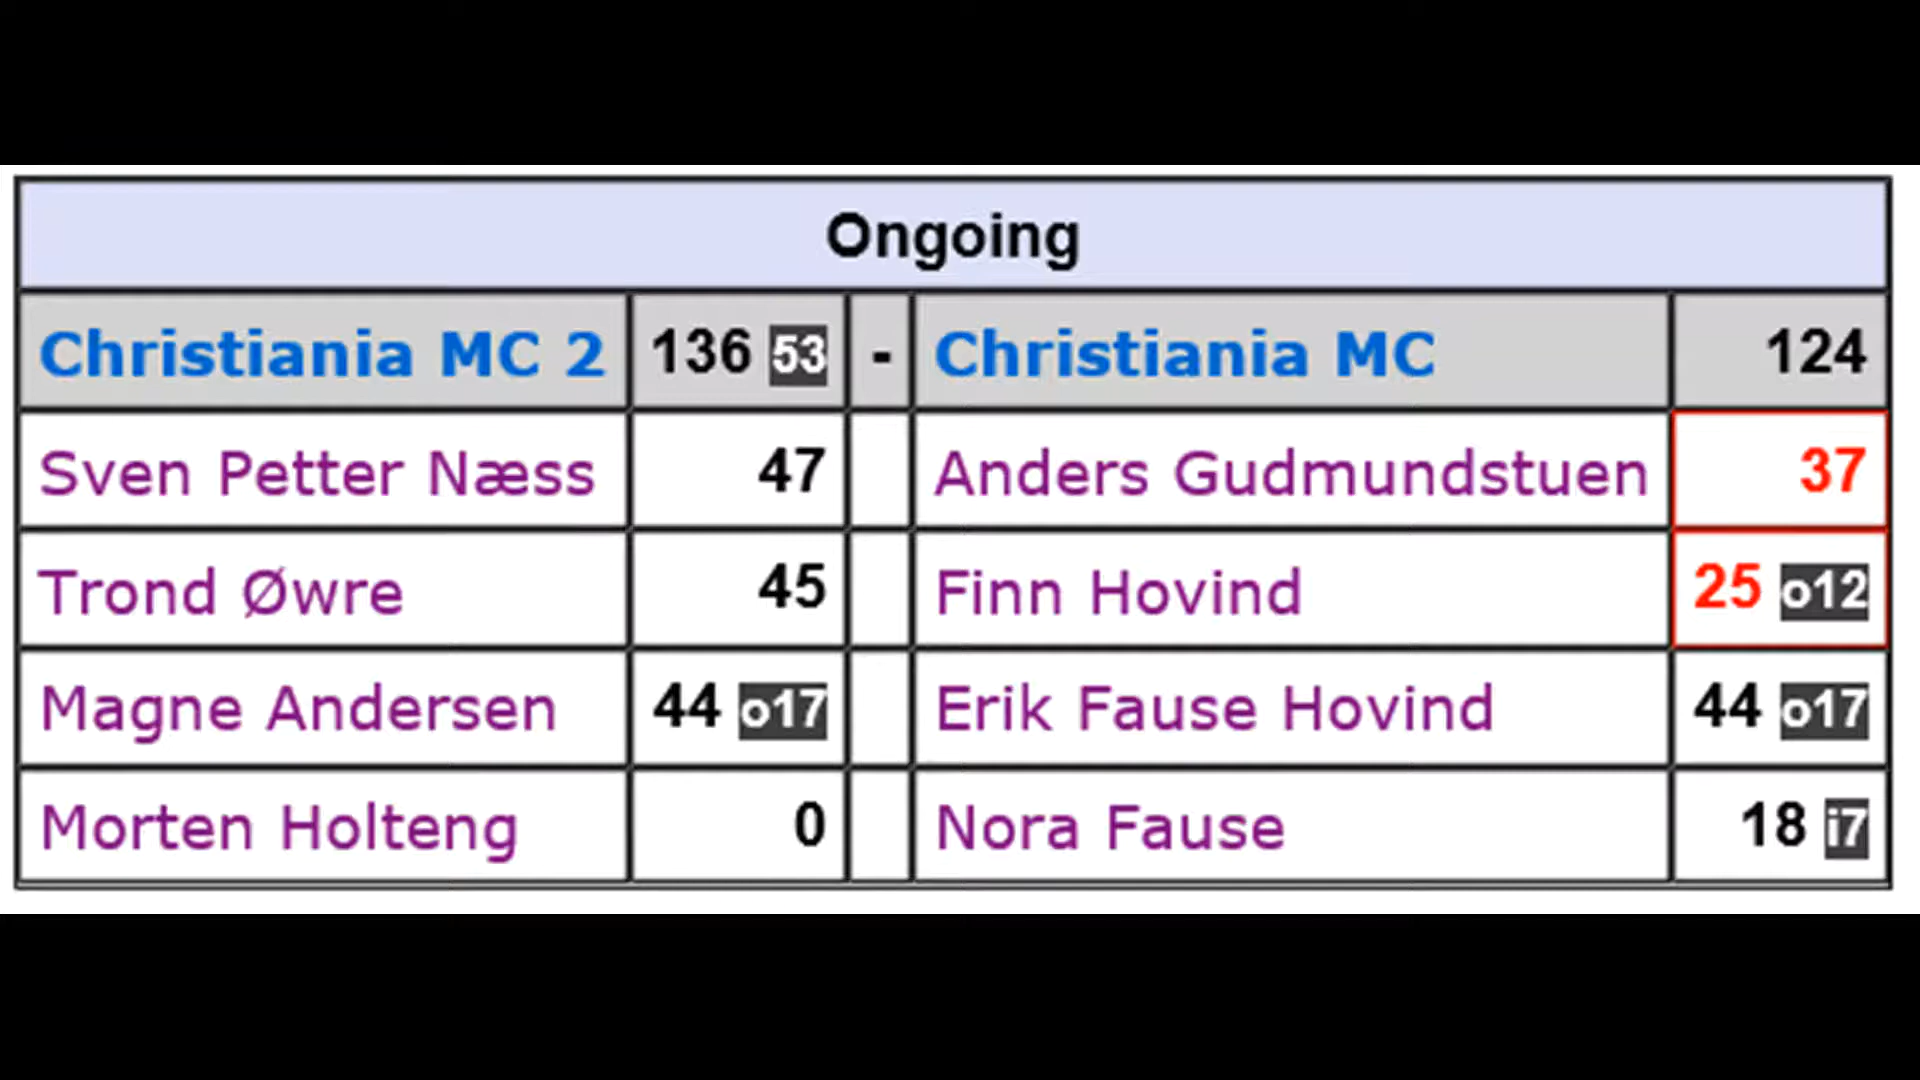 Ongoing
Christiania MC 2 136 53 - Christiania MC 124
Sven Petter Næss 47 Anders Gudmundstuen 37
Trond Øwre 45 Finn Hovind 25 o12
Magne Andersen 44 o17 Erik Fause Hovind 44 o17
Morten Holteng 0 Nora Fause 18 i7